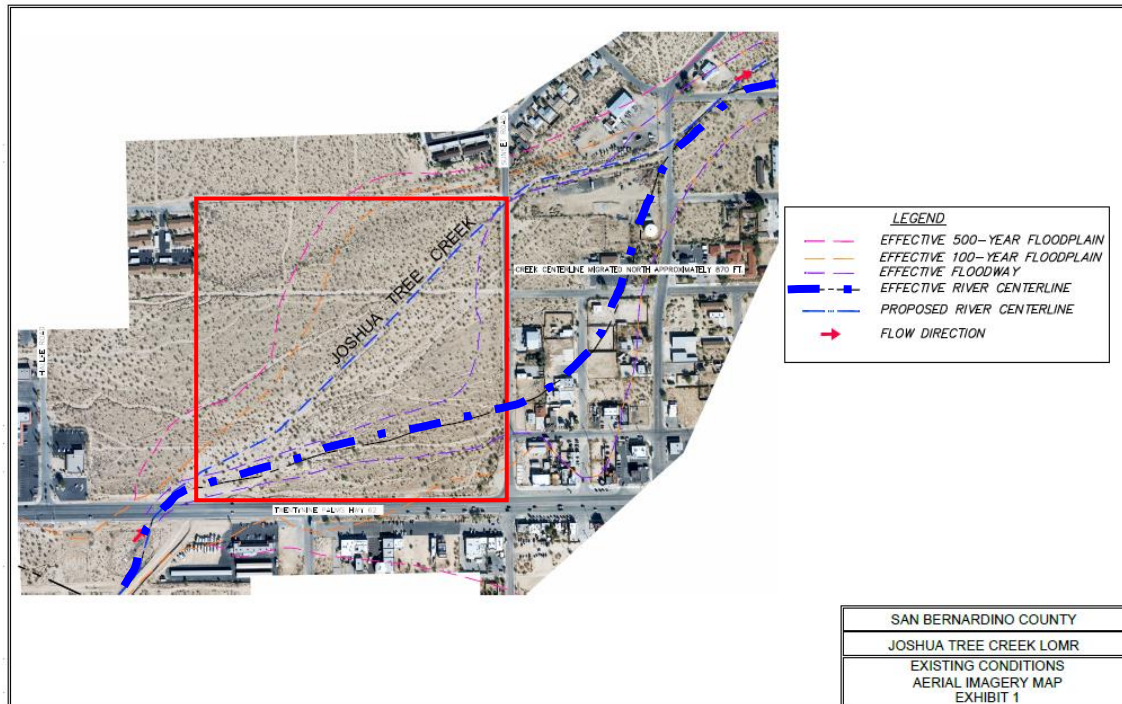 JOSHUA TREE CREEK
CREEK CENTERLINE MIGRATED NORTH APPROXIMATELY 870 FT.
TWENTYNINE PALMS HWY 62
LEGEND
EFFECTIVE 500-YEAR FLOODPLAIN
EFFECTIVE 100-YEAR FLOODPLAIN
EFFECTIVE FLOODWAY
EFFECTIVE RIVER CENTERLINE
PROPOSED RIVER CENTERLINE
FLOW DIRECTION
SAN BERNARDINO COUNTY
JOSHUA TREE CREEK LOMR
EXISTING CONDITIONS
AERIAL IMAGERY MAP
EXHIBIT 1